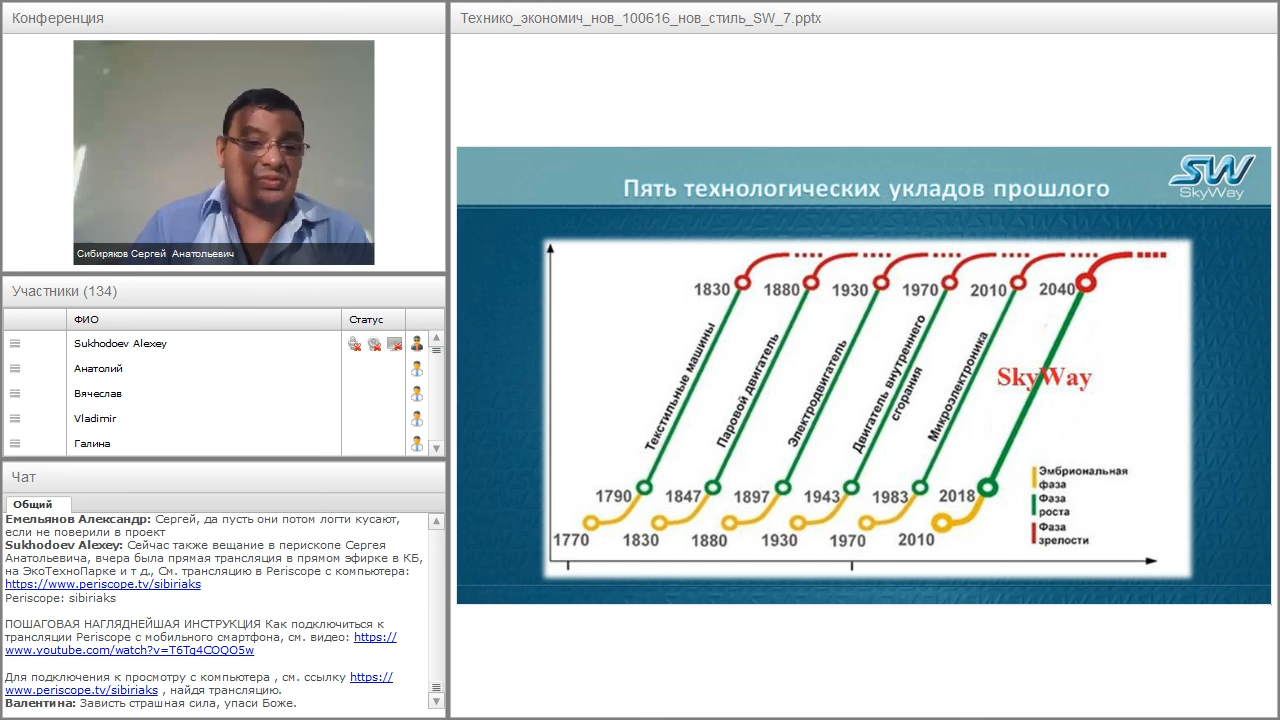 Конференция
Сибиряков Сергей Анатольевич
Участники (134)
ФИО
Статус
Sukhodoev Alexey
Анатолий
Вячеслав
Vladimir
Галина
Чат
Общий
Емельянов Александр: Сергей, да пусть они потом логти кусают,
если не поверили в проект
Sukhodoev Alexey: Сейчас также вещание в перископе Сергея
Анатольевича, вчера была прямая трансляция в прямом эфирке в КБ,
на ЭкоТехноПарке и т д., См. трансляцию в Periscope с компьютера:
https://www.periscope.tv/sibiriaks
Periscope: sibiriaks
ПОШАГОВАЯ НАГЛЯДНЕЙШАЯ ИНСТРУКЦИЯ Как подключиться к
трансляции Periscope с мобильного смартфона, см. видео: https://
www.youtube.com/watch?v=T6Tg4COQO5w
Для подключения к просмотру с компьютера , см. ссылку https://
www.periscope.tv/sibiriaks , найдя трансляцию.
Валентина: Зависть страшная сила, упаси Боже.
Технико_экономич_нов_100616_нов_стиль_SW_7.pptx
SW
SkyWay
Пять технологических укладов прошлого
1830
1880
1930
1970
2010
2040
Текстильные машины
Паровой двигатель
Электродвигатель
Двигатель внутреннего
сгорания
Микроэлектроника
SkyWay
1790
1847
1897
1943
1983
2018
1770
1830
1880
1930
1970
2010
Эмбриональная
фаза
Фаза
роста
Фаза
зрелости